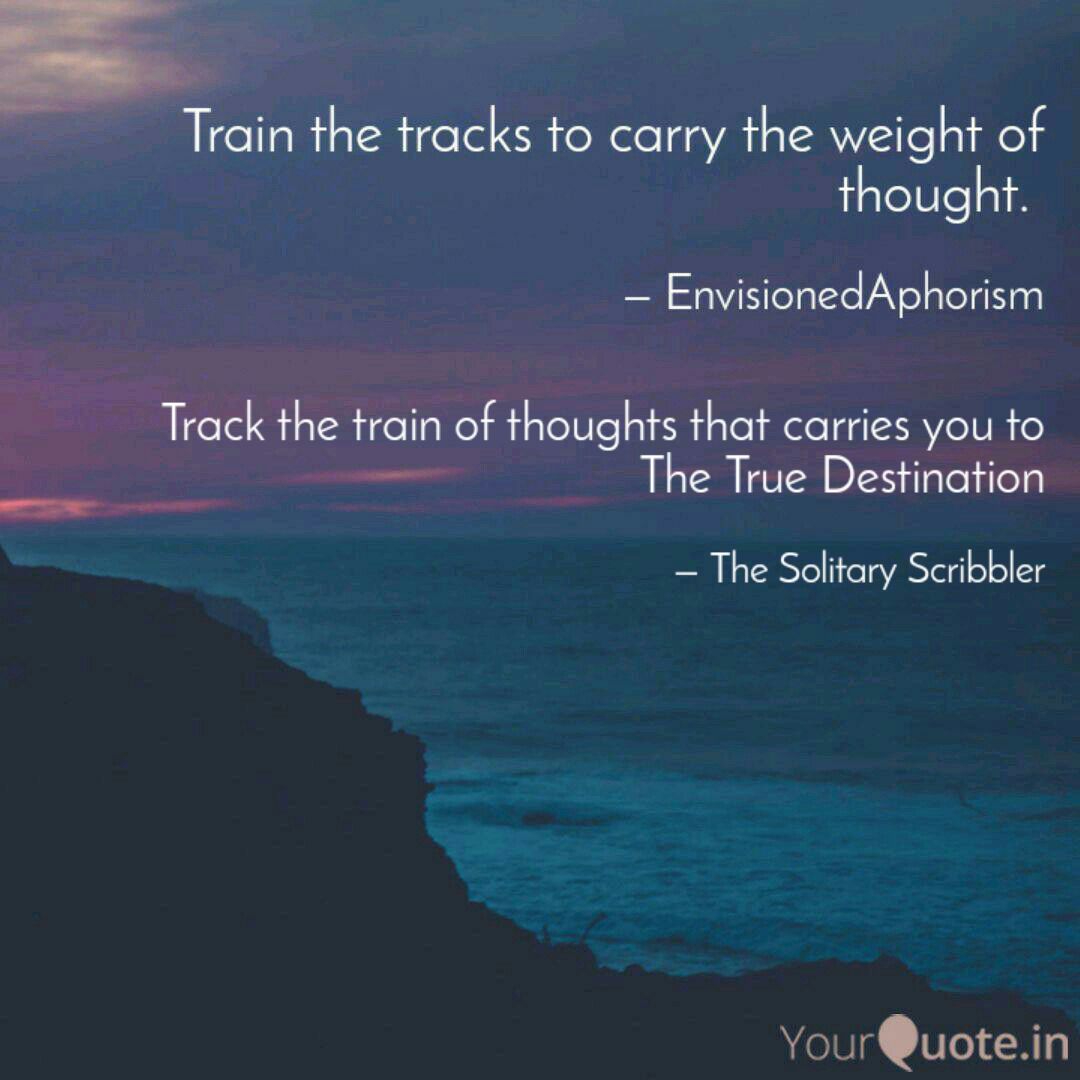 Train the tracks to carry the weight of
thought.
– EnvisionedAphorism
Track the train of thoughts that carries you to
The True Destination
– The Solitary Scribbler
YourQuote.in